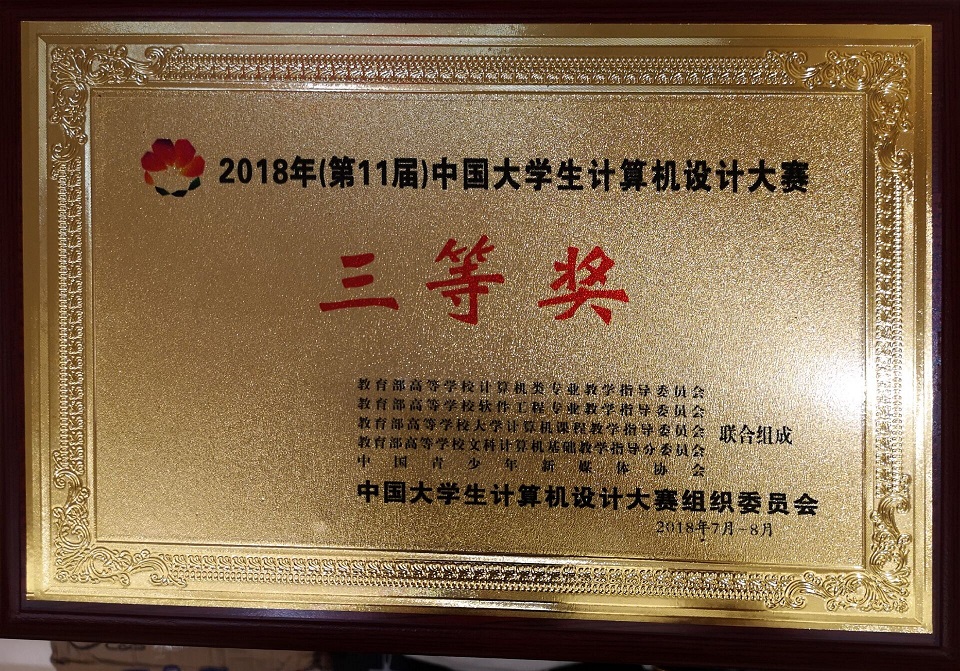 2018年(第11届)中国大学生计算机设计大赛
三等奖
教育部高等学校计算机类专业教学指导委员会
教育部高等学校软件工程专业教学指导委员会
教育部高等学校大学计算机课程教学指导委员会
联合组成
教育部高等学校文科计算机基础教学指导分委员会
中国青少年新媒体协会
中国大学生计算机设计大赛组织委员会
2018年7月-8月